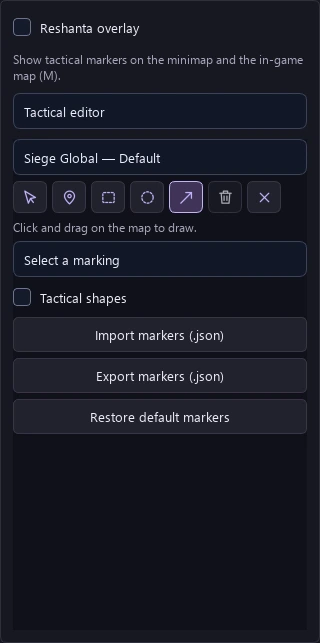 Reshanta overlay
Show tactical markers on the minimap and the in-game
map (M).
Tactical editor
Siege Global — Default
Click and drag on the map to draw.
Select a marking
Tactical shapes
Import markers (.json)
Export markers (.json)
Restore default markers